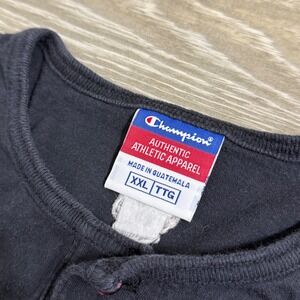 Champion
AUTHENTIC
ATHLETIC APPAREL
MADE IN GUATEMALA
XXL TTG